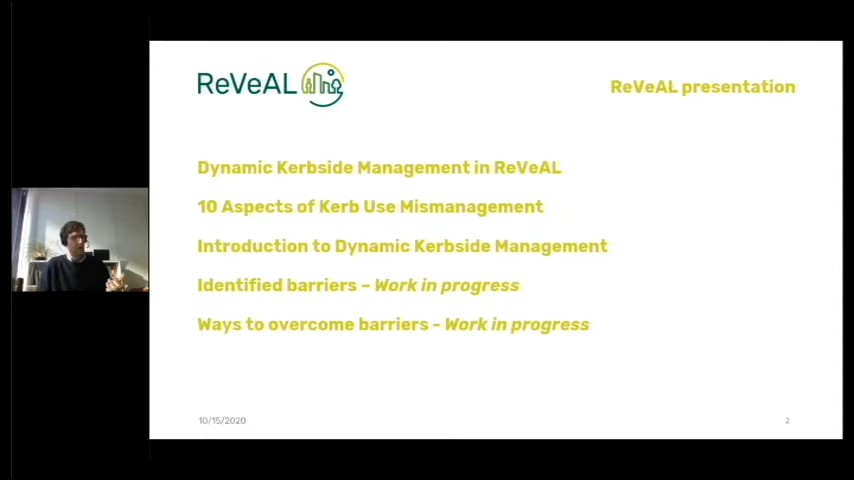 ReVeAL
ReVeAL presentation
Dynamic Kerbside Management in ReVeAL
10 Aspects of Kerb Use Mismanagement
Introduction to Dynamic Kerbside Management
Identified barriers – Work in progress
Ways to overcome barriers - Work in progress
10/15/2020
2